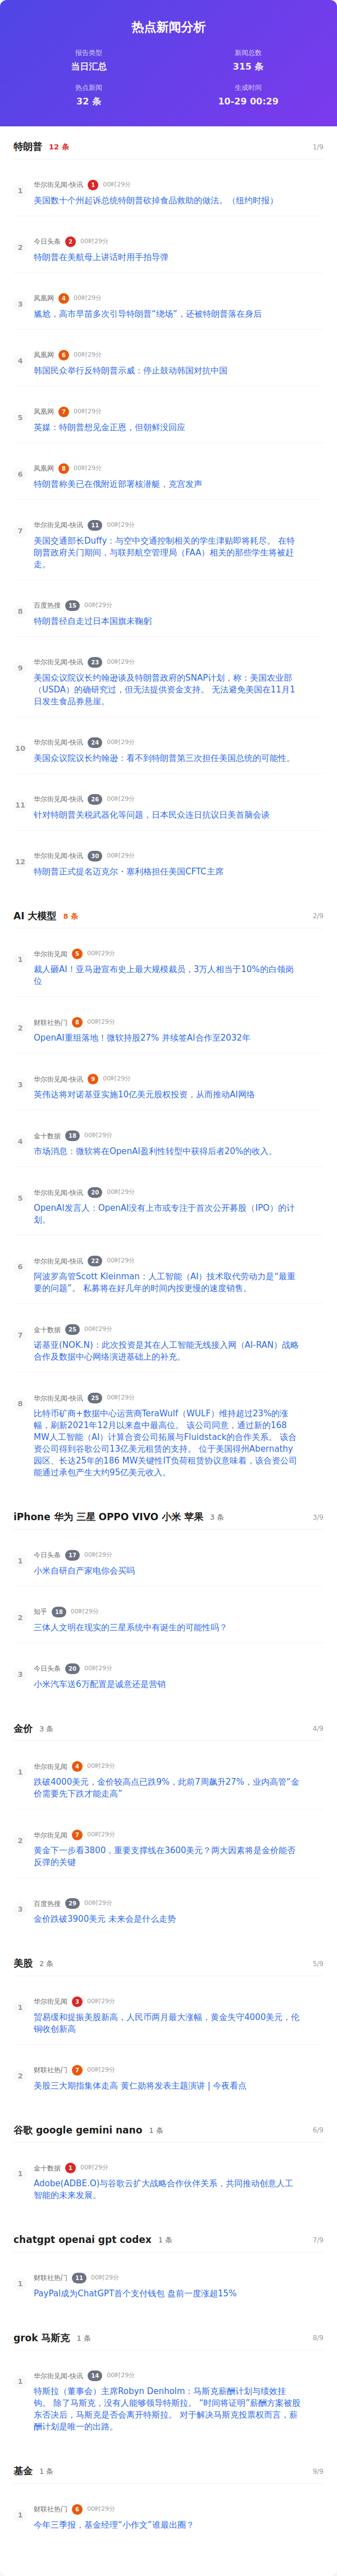 热点新闻分析
报告类型
当日汇总
新闻总数
315 条
热点新闻
32 条
生成时间
10-29 00:29
特朗普 12 条 1/9
1
华尔街见闻-快讯 1 00时29分
美国数十个州起诉总统特朗普砍掉食品救助的做法。（纽约时报）
2
今日头条 2 00时29分
特朗普在美航母上讲话时用手拍导弹
3
凤凰网 4 00时29分
尴尬，高市早苗多次引导特朗普“绕场”，还被特朗普落在身后
4
凤凰网 6 00时29分
韩国民众举行反特朗普示威：停止鼓动韩国对抗中国
5
凤凰网 7 00时29分
英媒：特朗普想见金正恩，但朝鲜没回应
6
凤凰网 8 00时29分
特朗普称美已在俄附近部署核潜艇，克宫发声
7
华尔街见闻-快讯 11 00时29分
美国交通部长Duffy：与空中交通控制相关的学生津贴即将耗尽。 在特
朗普政府关门期间，与联邦航空管理局（FAA）相关的那些学生将被赶
走。
8
百度热搜 15 00时29分
特朗普径自走过日本国旗未鞠躬
9
华尔街见闻-快讯 23 00时29分
美国众议院议长约翰逊谈及特朗普政府的SNAP计划，称：美国农业部
（USDA）的确研究过，但无法提供资金支持。 无法避免美国在11月1
日发生食品券悬崖。
10
华尔街见闻-快讯 24 00时29分
美国众议院议长约翰逊：看不到特朗普第三次担任美国总统的可能性。
11
华尔街见闻-快讯 26 00时29分
针对特朗普关税武器化等问题，日本民众连日抗议日美首脑会谈
12
华尔街见闻-快讯 30 00时29分
特朗普正式提名迈克尔・塞利格担任美国CFTC主席
AI 大模型 8 条 2/9
1
华尔街见闻 5 00时29分
裁人砸AI！亚马逊宣布史上最大规模裁员，3万人相当于10%的白领岗
位
2
财联社热门 8 00时29分
OpenAI重组落地！微软持股27% 并续签AI合作至2032年
3
华尔街见闻-快讯 9 00时29分
英伟达将对诺基亚实施10亿美元股权投资，从而推动AI网络
4
金十数据 18 00时29分
市场消息：微软将在OpenAI盈利性转型中获得后者20%的收入。
5
华尔街见闻-快讯 20 00时29分
OpenAI发言人：OpenAI没有上市或专注于首次公开募股（IPO）的计
划。
6
华尔街见闻-快讯 22 00时29分
阿波罗高管Scott Kleinman：人工智能（AI）技术取代劳动力是“最重
要的问题”。 私募将在好几年的时间内按更慢的速度销售。
7
金十数据 25 00时29分
诺基亚(NOK.N)：此次投资是其在人工智能无线接入网（AI-RAN）战略
合作及数据中心网络演进基础上的补充。
8
华尔街见闻-快讯 25 00时29分
比特币矿商+数据中心运营商TeraWulf（WULF）维持超过23%的涨
幅，刷新2021年12月以来盘中最高位。 该公司同意，通过新的168
MW人工智能（AI）计算合资公司拓展与Fluidstack的合作关系。 该合
资公司得到谷歌公司13亿美元租赁的支持。 位于美国得州Abernathy
园区、长达25年的186 MW关键性IT负荷租赁协议意味着，该合资公司
能通过承包产生大约95亿美元收入。
iPhone 华为 三星 OPPO VIVO 小米 苹果 3 条 3/9
1
今日头条 17 00时29分
小米自研自产家电你会买吗
2
知乎 18 00时29分
三体人文明在现实的三星系统中有诞生的可能性吗？
3
今日头条 20 00时29分
小米汽车送6万配置是诚意还是营销
金价 3 条 4/9
1
华尔街见闻 4 00时29分
跌破4000美元，金价较高点已跌9%，此前7周飙升27%，业内高管“金
价需要先下跌才能走高”
2
华尔街见闻 7 00时29分
黄金下一步看3800，重要支撑线在3600美元？两大因素将是金价能否
反弹的关键
3
百度热搜 29 00时29分
金价跌破3900美元 未来会是什么走势
美股 2 条 5/9
1
华尔街见闻 3 00时29分
贸易缓和提振美股新高，人民币两月最大涨幅，黄金失守4000美元，伦
铜收创新高
2
财联社热门 7 00时29分
美股三大期指集体走高 黄仁勋将发表主题演讲 | 今夜看点
谷歌 google gemini nano 1 条 6/9
1
金十数据 1 00时29分
Adobe(ADBE.O)与谷歌云扩大战略合作伙伴关系，共同推动创意人工
智能的未来发展。
chatgpt openai gpt codex 1 条 7/9
1
财联社热门 11 00时29分
PayPal成为ChatGPT首个支付钱包 盘前一度涨超15%
grok 马斯克 1 条 8/9
1
华尔街见闻-快讯 14 00时29分
特斯拉（董事会）主席Robyn Denholm：马斯克薪酬计划与绩效挂
钩。 除了马斯克，没有人能够领导特斯拉。 “时间将证明”薪酬方案被股
东否决后，马斯克是否会离开特斯拉。 对于解决马斯克投票权而言，薪
酬计划是唯一的出路。
基金 1 条 9/9
1
财联社热门 6 00时29分
今年三季报，基金经理“小作文”谁最出圈？